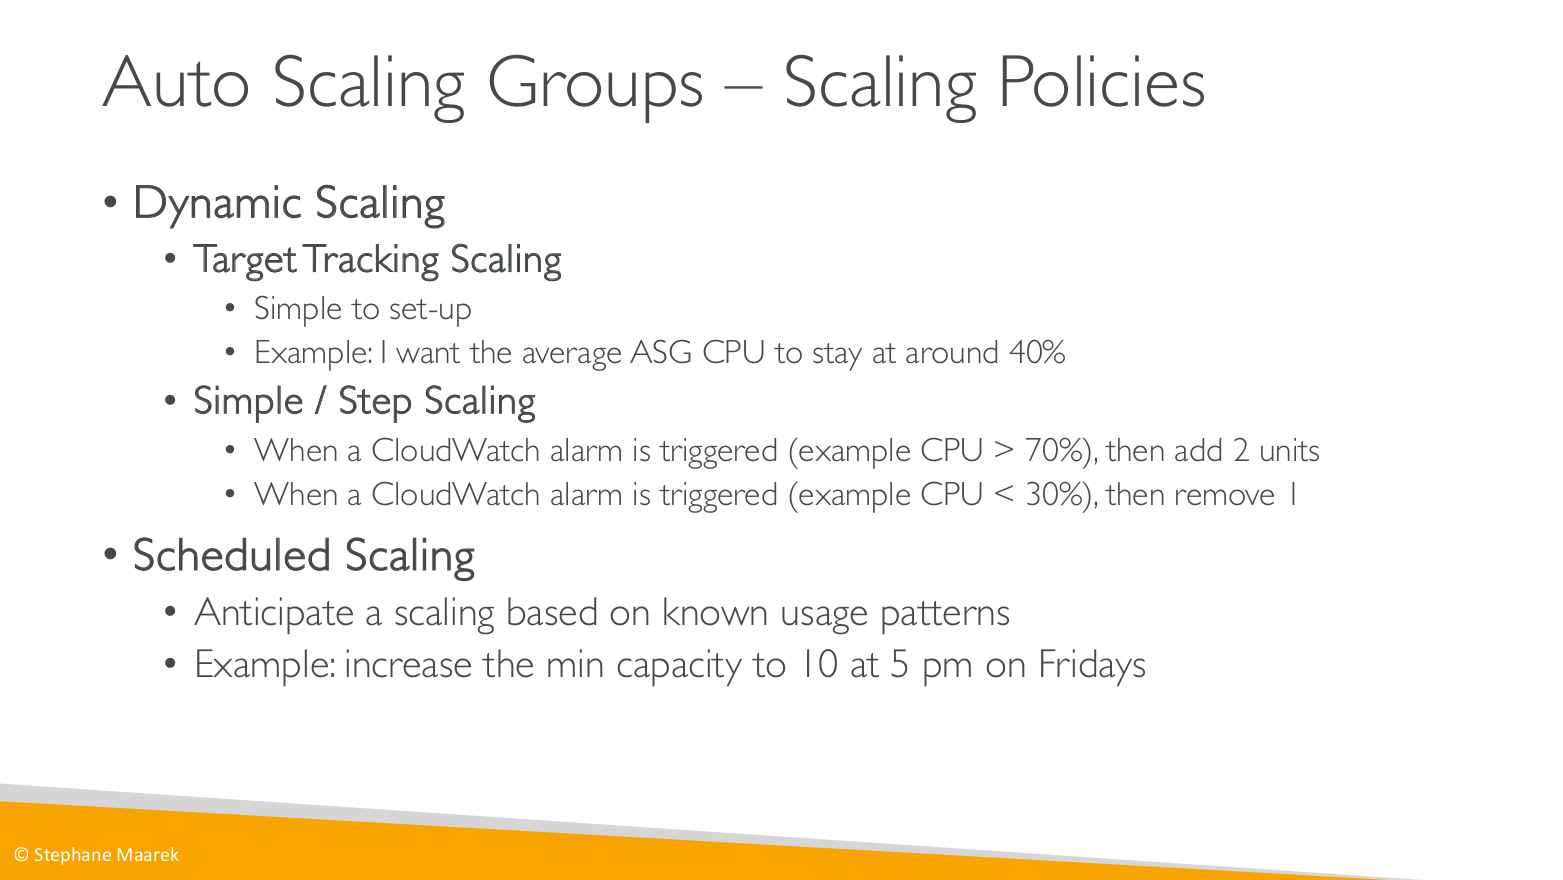 Auto Scaling Groups – Scaling Policies
• Dynamic Scaling
• Target Tracking Scaling
• Simple to set-up
• Example: I want the average ASG CPU to stay at around 40%
• Simple / Step Scaling
• When a CloudWatch alarm is triggered (example CPU > 70%), then add 2 units
• When a CloudWatch alarm is triggered (example CPU < 30%), then remove 1
• Scheduled Scaling
• Anticipate a scaling based on known usage patterns
• Example: increase the min capacity to 10 at 5 pm on Fridays
© Stephane Maarek